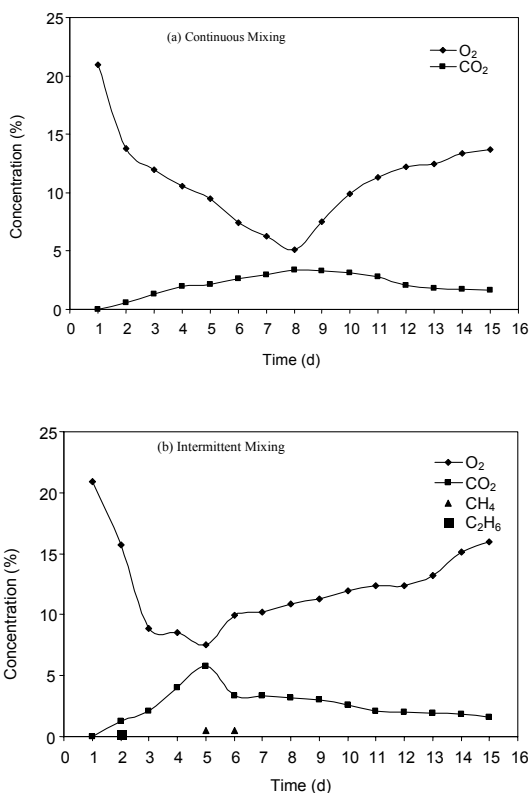 (a) Continuous Mixing
O₂
CO₂
Concentration (%)
25
20
15
10
5
0
0 1 2 3 4 5 6 7 8 9 10 11 12 13 14 15 16
Time (d)
(b) Intermittent Mixing
O₂
CO₂
CH₄
C₂H₆
Concentration (%)
25
20
15
10
5
0
0 1 2 3 4 5 6 7 8 9 10 11 12 13 14 15 16
Time (d)